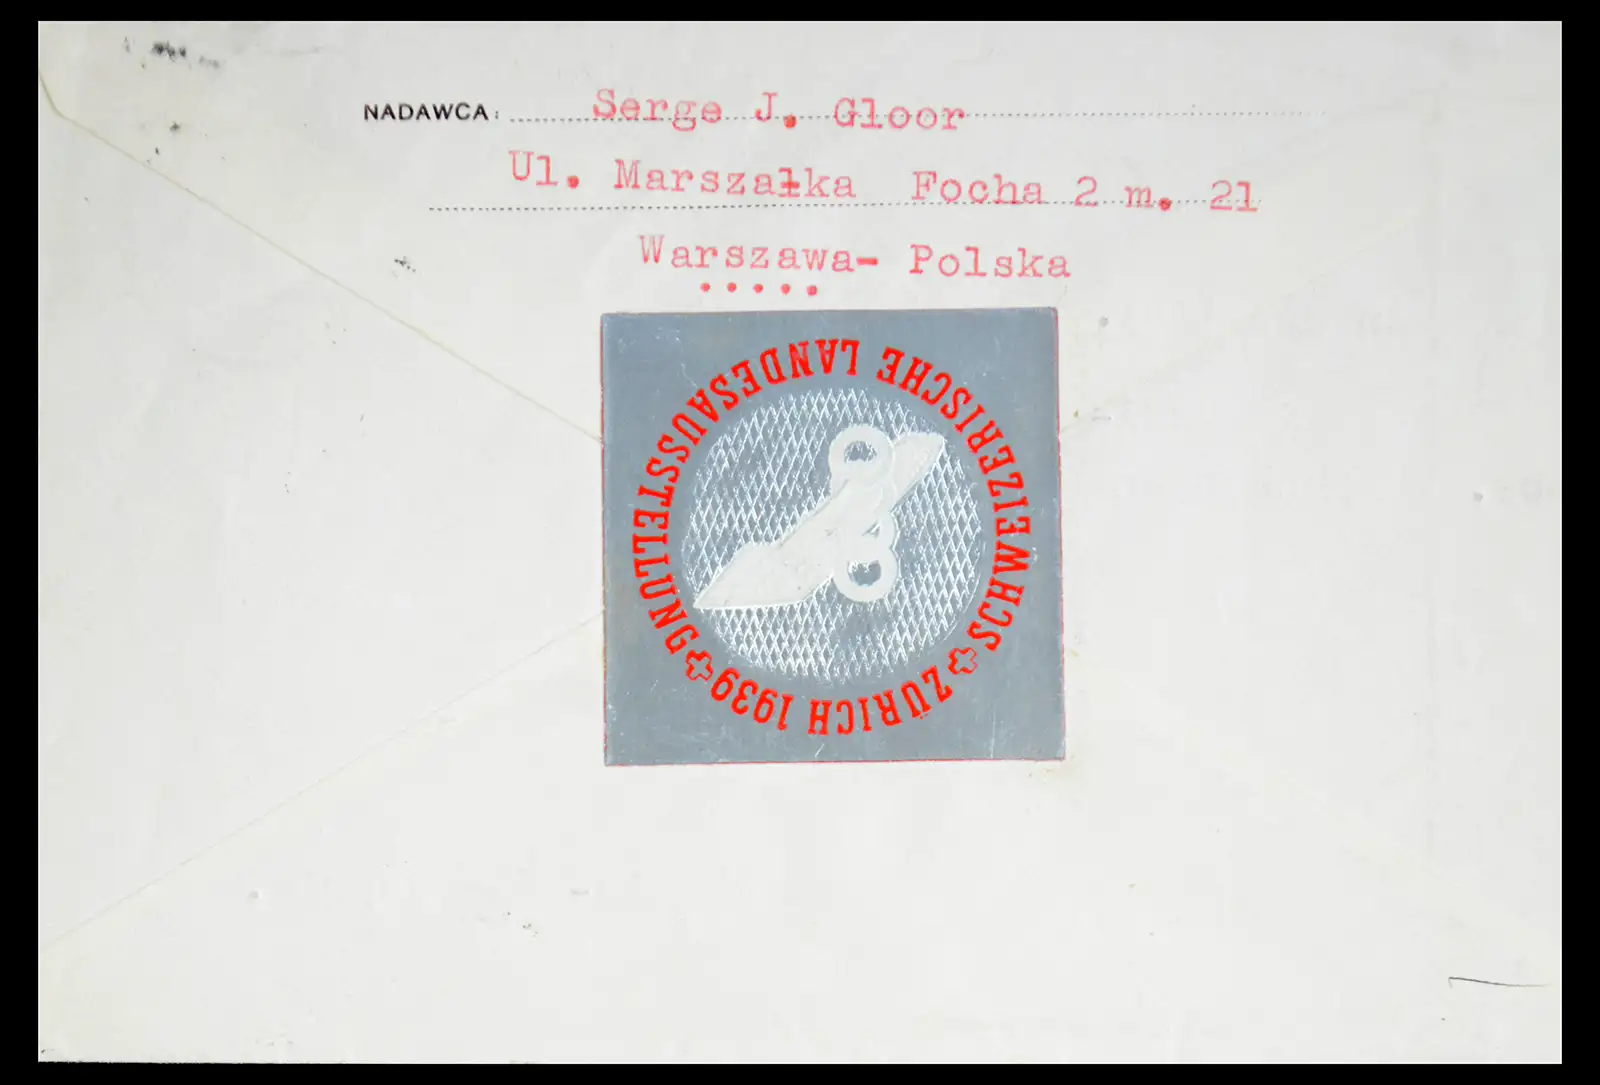 NADAWCA: Serge J. Gloor
Ul. Marszałka Focha 2 m. 21
Warszawa- Polska
SCHWEIZERISCHE LANDESAUSSTELLUNG
ZÜRICH 1939